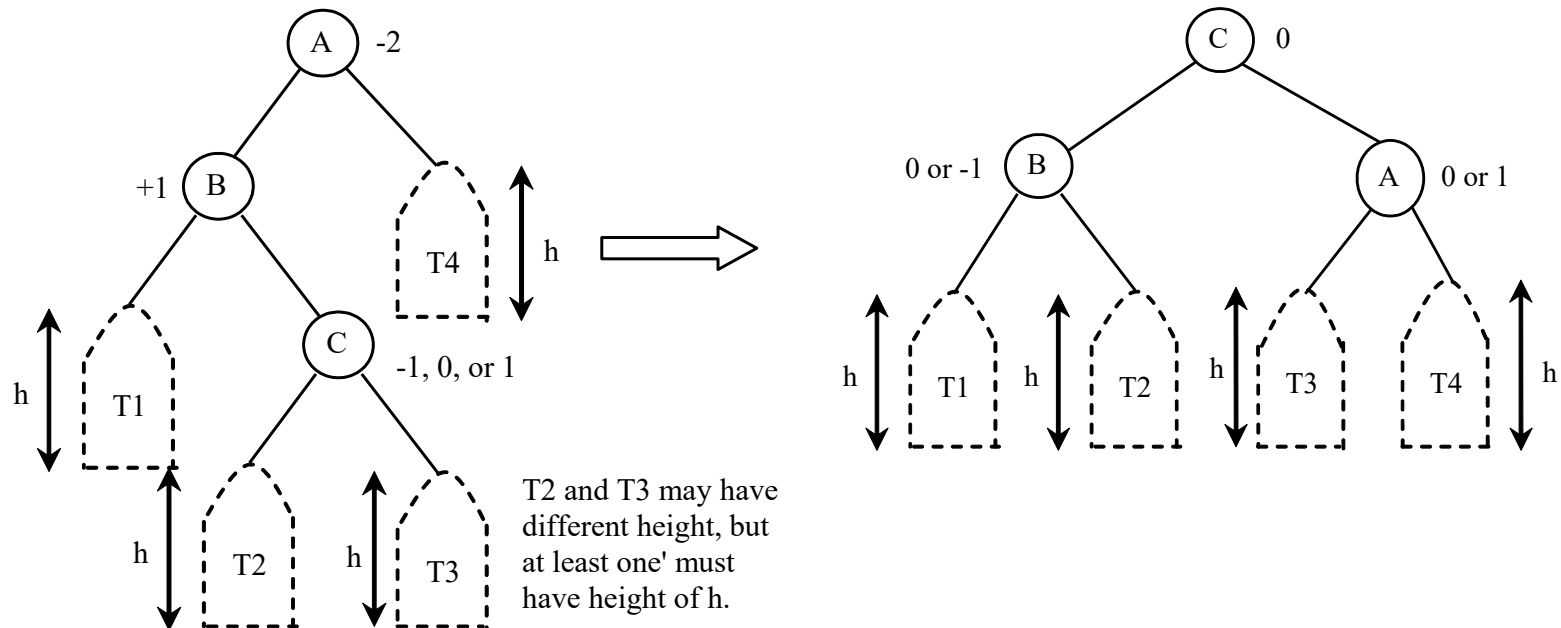 A -2
+1 B
T4 h
C -1, 0, or 1
h T1
h T2
h T3
T2 and T3 may have
different height, but
at least one' must
have height of h.
C 0
0 or -1 B
A 0 or 1
h T1
h T2
h T3
T4 h